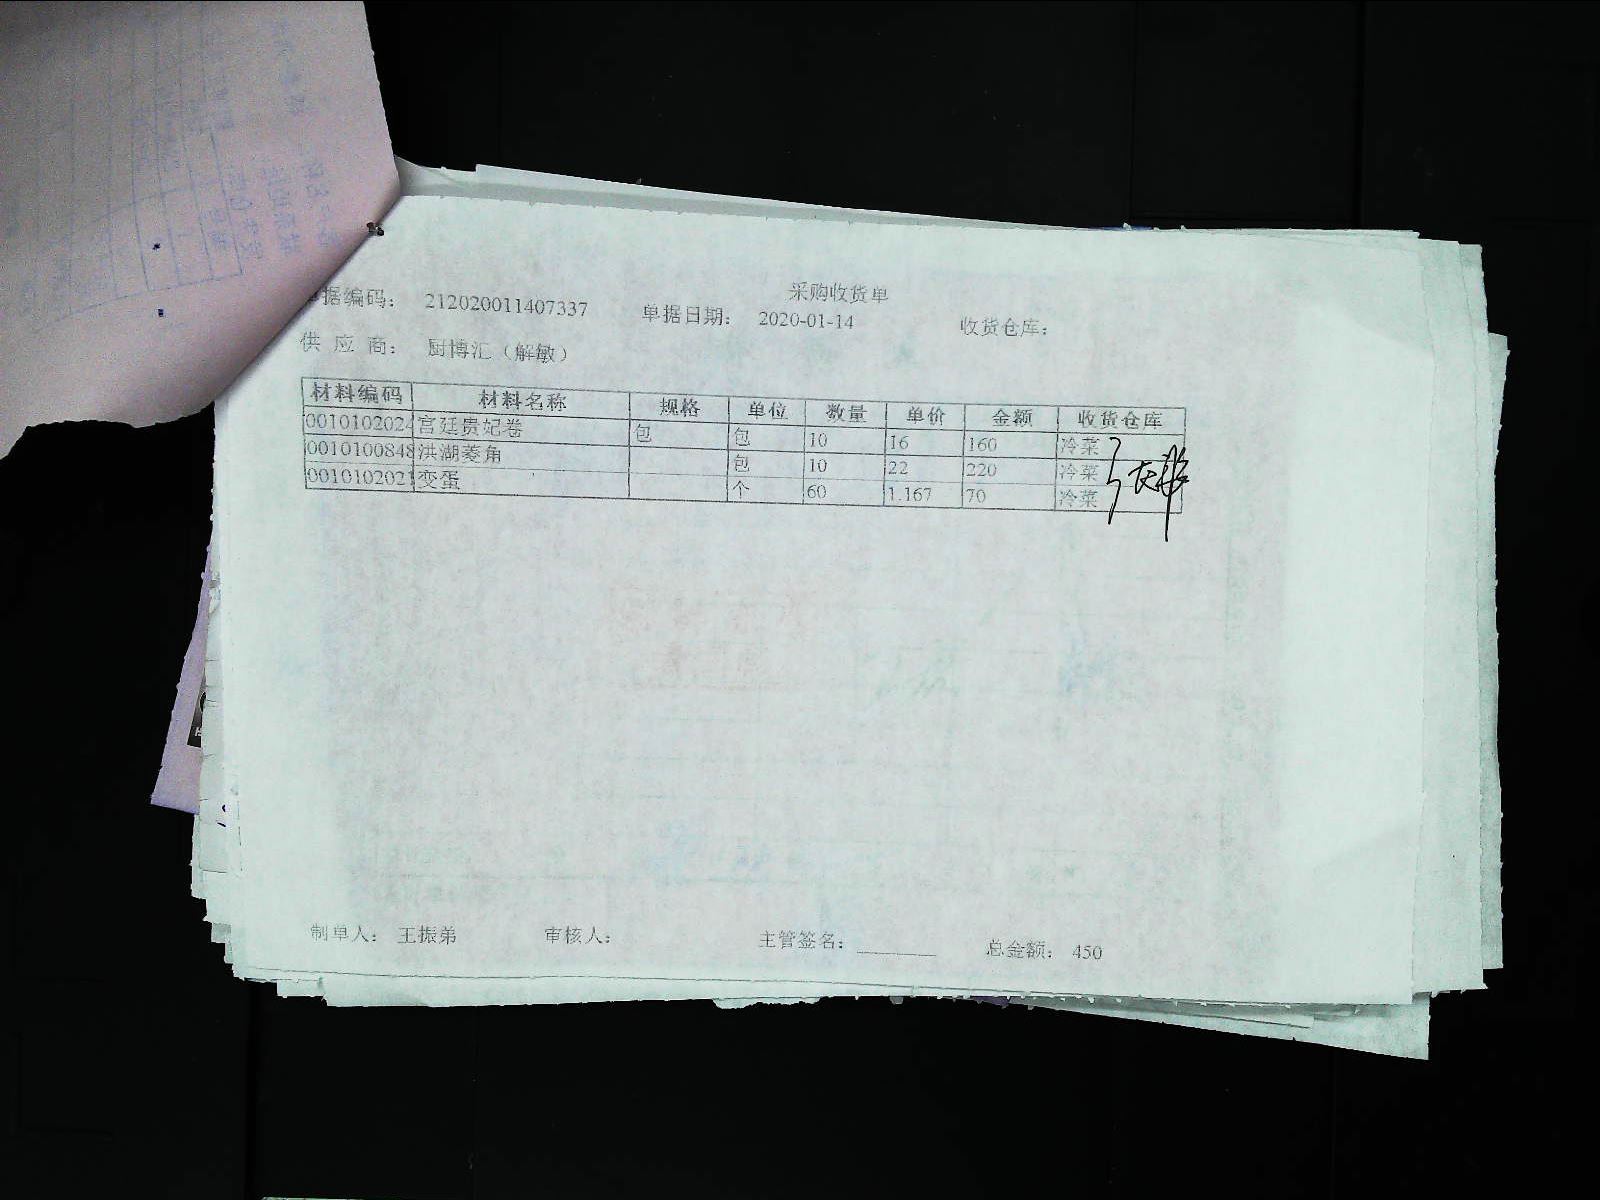 采购收货单
单据编码: 212020011407337 单据日期: 2020-01-14 收货仓库:
供 应 商: 厨博汇（解敏）
材料编码 材料名称 规格 单位 数量 单价 金额 收货仓库
0010102024 宫廷贵妃卷 包 包 10 16 160 冷菜
0010100848 洪湖菱角 包 10 22 220 冷菜
0010102021 变蛋 个 60 1.167 70 冷菜
制单人: 王振弟 审核人: 主管签名: 总金额: 450